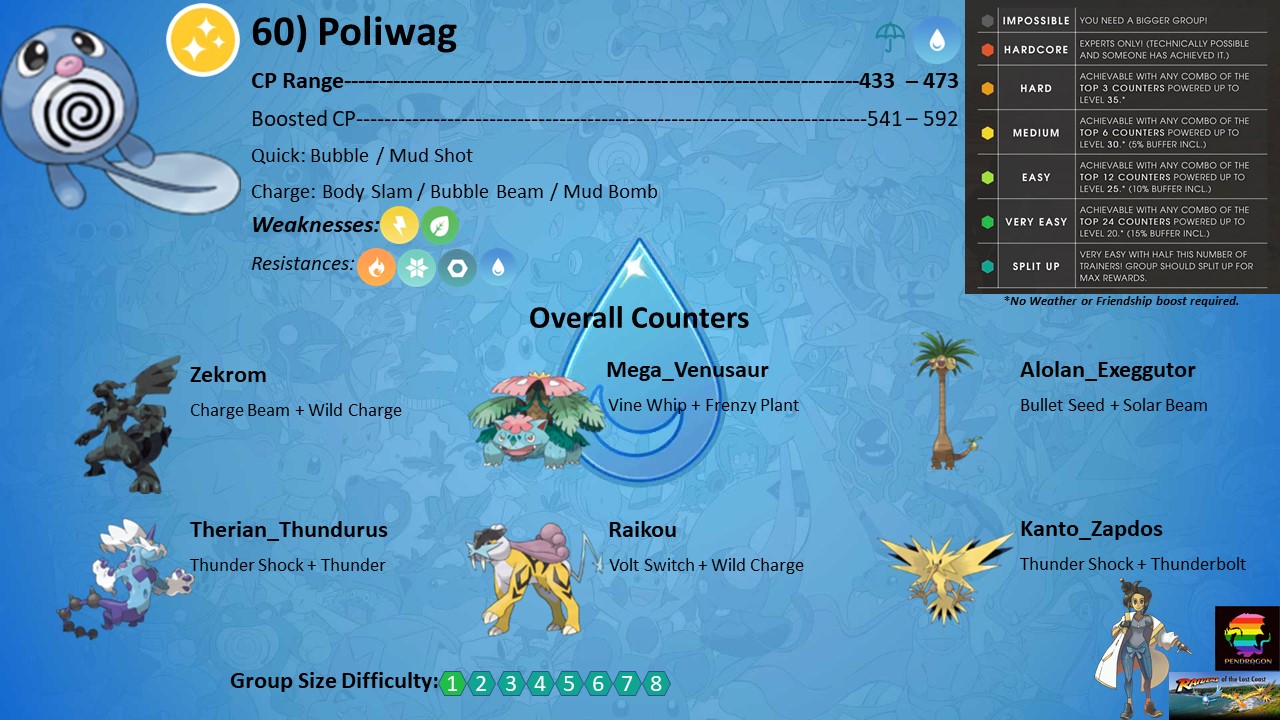 60) Poliwag
CP Range------------------------------------------------------------------------433 – 473
Boosted CP------------------------------------------------------------------------541 – 592
Quick: Bubble / Mud Shot
Charge: Body Slam / Bubble Beam / Mud Bomb
Weaknesses:
Resistances:
IMPOSSIBLE YOU NEED A BIGGER GROUP!
HARDCORE EXPERTS ONLY! (TECHNICALLY POSSIBLE
AND SOMEONE HAS ACHIEVED IT.)
HARD ACHIEVABLE WITH ANY COMBO OF THE
TOP 3 COUNTERS POWERED UP TO
LEVEL 35.*
MEDIUM ACHIEVABLE WITH ANY COMBO OF THE
TOP 6 COUNTERS POWERED UP TO
LEVEL 30.* (5% BUFFER INCL.)
EASY ACHIEVABLE WITH ANY COMBO OF THE
TOP 12 COUNTERS POWERED UP TO
LEVEL 25.* (10% BUFFER INCL.)
VERY EASY ACHIEVABLE WITH ANY COMBO OF THE
TOP 24 COUNTERS POWERED UP TO
LEVEL 20.* (15% BUFFER INCL.)
SPLIT UP VERY EASY WITH HALF THIS NUMBER OF
TRAINERS! GROUP SHOULD SPLIT UP FOR
MAX REWARDS.
*No Weather or Friendship boost required.
Overall Counters
Zekrom
Charge Beam + Wild Charge
Mega_Venusaur
Vine Whip + Frenzy Plant
Alolan_Exeggutor
Bullet Seed + Solar Beam
Therian_Thundurus
Thunder Shock + Thunder
Raikou
Volt Switch + Wild Charge
Kanto_Zapdos
Thunder Shock + Thunderbolt
Group Size Difficulty: 1 2 3 4 5 6 7 8
PENDRAGON
RAIDERS of the Lost Coast